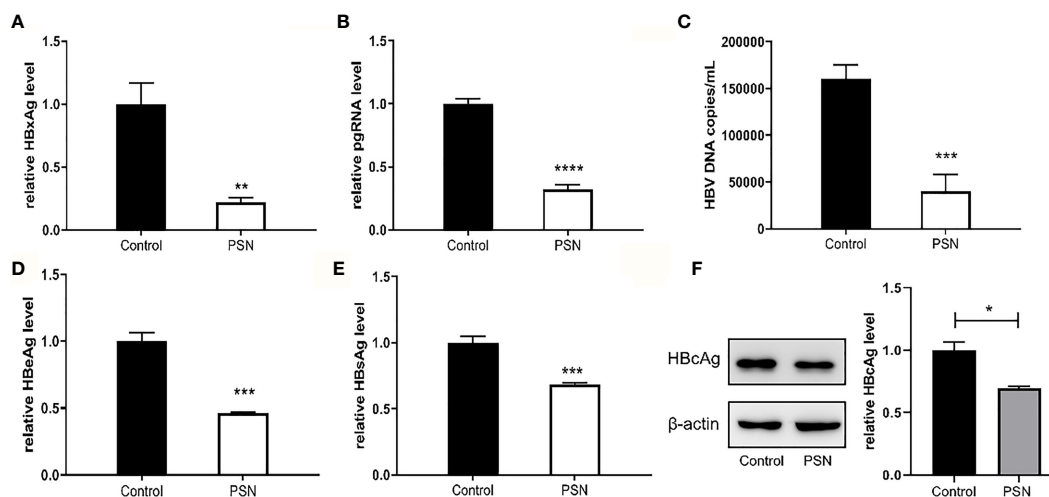 A
relative HBxAg level
1.5
1.0
0.5
0.0
**
Control
PSN
B
relative pgRNA level
1.5
1.0
0.5
0.0
****
Control
PSN
C
HBV DNA copies/mL
200000
150000
100000
50000
0
***
Control
PSN
D
relative HBeAg level
1.5
1.0
0.5
0.0
***
Control
PSN
E
relative HBsAg level
1.5
1.0
0.5
0.0
***
Control
PSN
F
HBcAg
β-actin
Control PSN
relative HBcAg level
1.5
1.0
0.5
0.0
*
Control
PSN